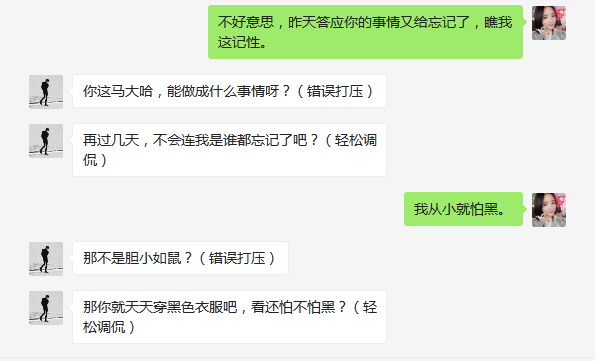 不好意思，昨天答应你的事情又给忘记了，瞧我
这记性。
你这马大哈，能做成什么事情呀？（错误打压）
再过几天，不会连我是谁都忘记了吧？（轻松调
侃）
我从小就怕黑。
那不是胆小如鼠？（错误打压）
那你就天天穿黑色衣服吧，看还怕不怕黑？（轻
松调侃）